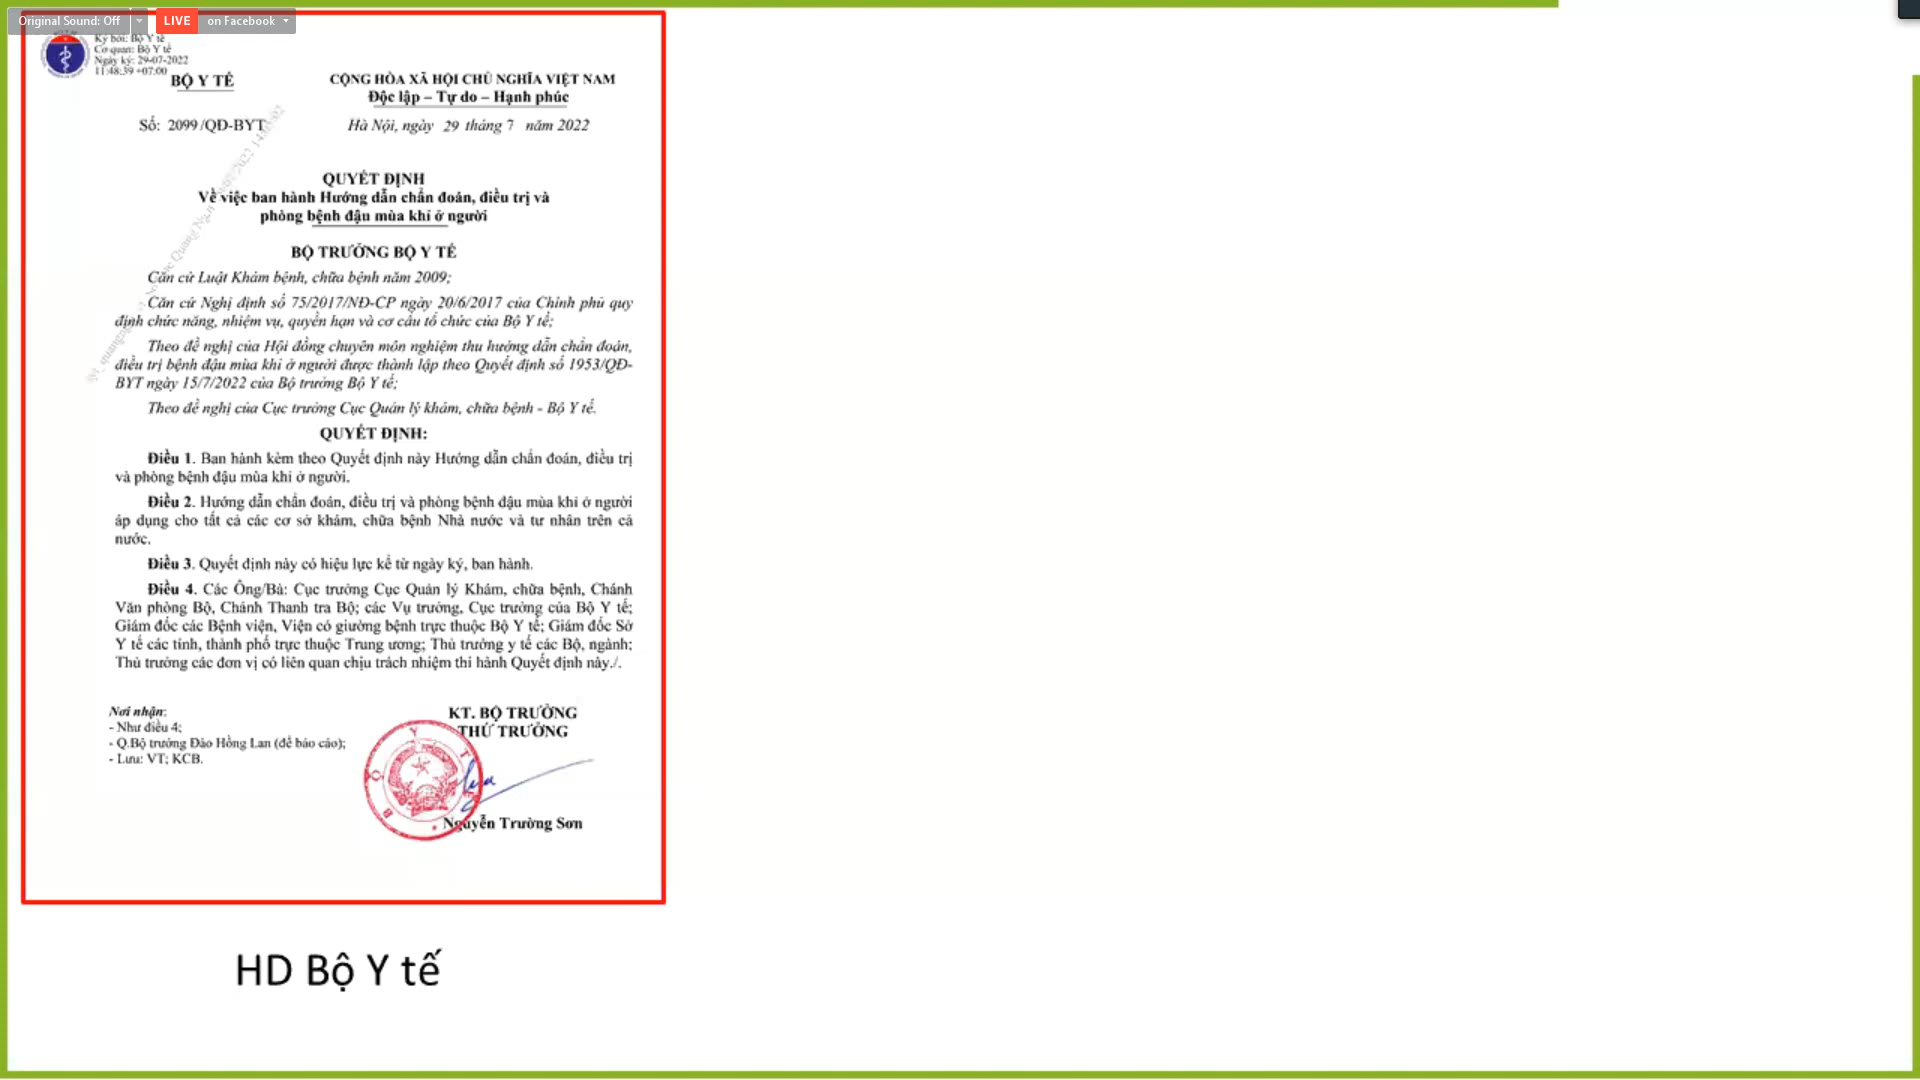 Original Sound: Off
LIVE on Facebook
Ký bởi: Bộ Y tế
Cơ quan: Bộ Y tế
Ngày ký: 29-07-2022
11:48:39 +07:00
BỘ Y TẾ
CỘNG HÒA XÃ HỘI CHỦ NGHĨA VIỆT NAM
Độc lập – Tự do – Hạnh phúc
Số: 2099/QĐ-BYT
Hà Nội, ngày 29 tháng 7 năm 2022
QUYẾT ĐỊNH
Về việc ban hành Hướng dẫn chẩn đoán, điều trị và
phòng bệnh đậu mùa khỉ ở người
BỘ TRƯỞNG BỘ Y TẾ
Căn cứ Luật Khám bệnh, chữa bệnh năm 2009;
Căn cứ Nghị định số 75/2017/NĐ-CP ngày 20/6/2017 của Chính phủ quy
định chức năng, nhiệm vụ, quyền hạn và cơ cấu tổ chức của Bộ Y tế;
Theo đề nghị của Hội đồng chuyên môn nghiệm thu hướng dẫn chẩn đoán,
điều trị bệnh đậu mùa khỉ ở người được thành lập theo Quyết định số 1953/QĐ-
BYT ngày 15/7/2022 của Bộ trưởng Bộ Y tế;
Theo đề nghị của Cục trưởng Cục Quản lý khám, chữa bệnh - Bộ Y tế.
QUYẾT ĐỊNH:
Điều 1. Ban hành kèm theo Quyết định này Hướng dẫn chẩn đoán, điều trị
và phòng bệnh đậu mùa khỉ ở người.
Điều 2. Hướng dẫn chẩn đoán, điều trị và phòng bệnh đậu mùa khỉ ở người
áp dụng cho tất cả các cơ sở khám, chữa bệnh Nhà nước và tư nhân trên cả
nước.
Điều 3. Quyết định này có hiệu lực kể từ ngày ký, ban hành.
Điều 4. Các Ông/Bà: Cục trưởng Cục Quản lý Khám, chữa bệnh, Chánh
Văn phòng Bộ, Chánh Thanh tra Bộ; các Vụ trưởng, Cục trưởng của Bộ Y tế;
Giám đốc các Bệnh viện, Viện có giường bệnh trực thuộc Bộ Y tế; Giám đốc Sở
Y tế các tỉnh, thành phố trực thuộc Trung ương; Thủ trưởng y tế các Bộ, ngành;
Thủ trưởng các đơn vị có liên quan chịu trách nhiệm thi hành Quyết định này./.
Nơi nhận:
- Như điều 4;
- Q.Bộ trưởng Đào Hồng Lan (để báo cáo);
- Lưu: VT; KCB.
KT. BỘ TRƯỞNG
THỨ TRƯỞNG
BỘ Y TẾ
Nguyễn Trường Sơn
HD Bộ Y tế